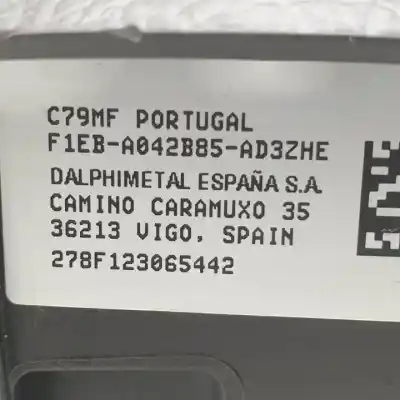 C79MF PORTUGAL
F1EB-A042B85-AD3ZHE
DALPHIMETAL ESPAÑA S.A.
CAMINO CARAMUXO 35
36213 VIGO, SPAIN
278F123065442